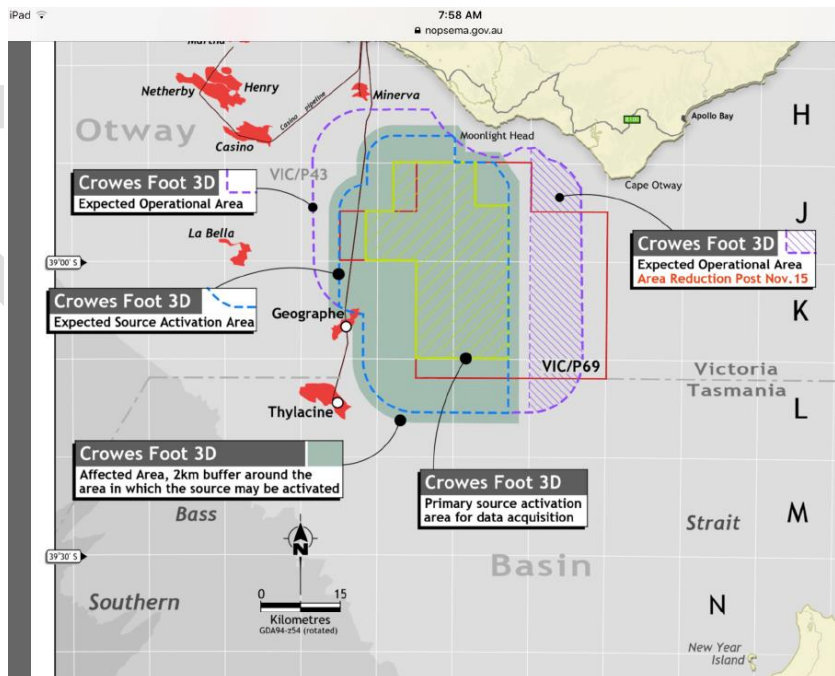 iPad
7:58 AM
nopsema.gov.au
Netherby
Henry
Minerva
Casino pipeline
Casino
Otway
Apollo Bay
H
Moonlight Head
VIC/P43
Cape Otway
Crowes Foot 3D
Expected Operational Area
J
La Bella
Crowes Foot 3D
Expected Operational Area
Area Reduction Post Nov.15
39°00' S
Crowes Foot 3D
Expected Source Activation Area
Geographe
K
VIC/P69
Victoria
Tasmania
Thylacine
L
Crowes Foot 3D
Affected Area, 2km buffer around the
area in which the source may be activated
Crowes Foot 3D
Primary source activation
area for data acquisition
Bass
Strait
M
N
39°30' S
Basin
Southern
0 15
Kilometres
GDA94-z54 (rotated)
N
New Year
Island